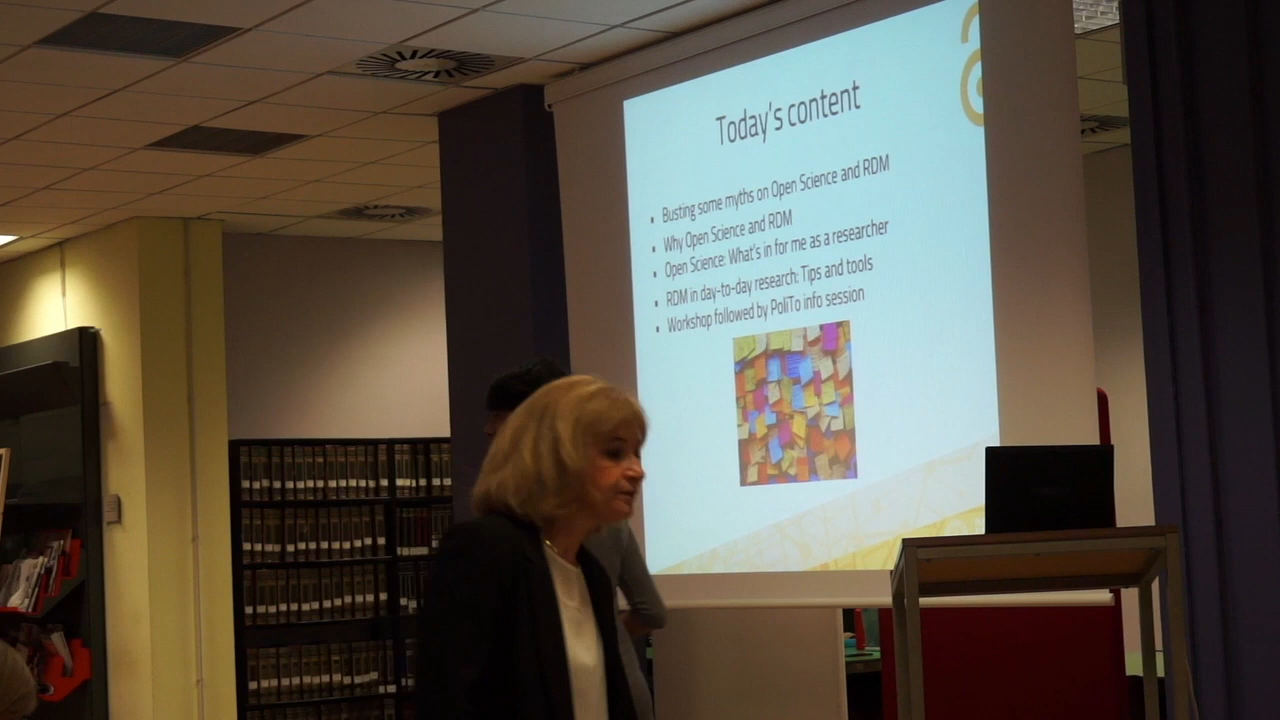 Today's content
▪ Busting some myths on Open Science and RDM
▪ Why Open Science and RDM
▪ Open Science: What's in for me as a researcher
▪ RDM in day-to-day research: Tips and tools
▪ Workshop followed by PoliTo info session